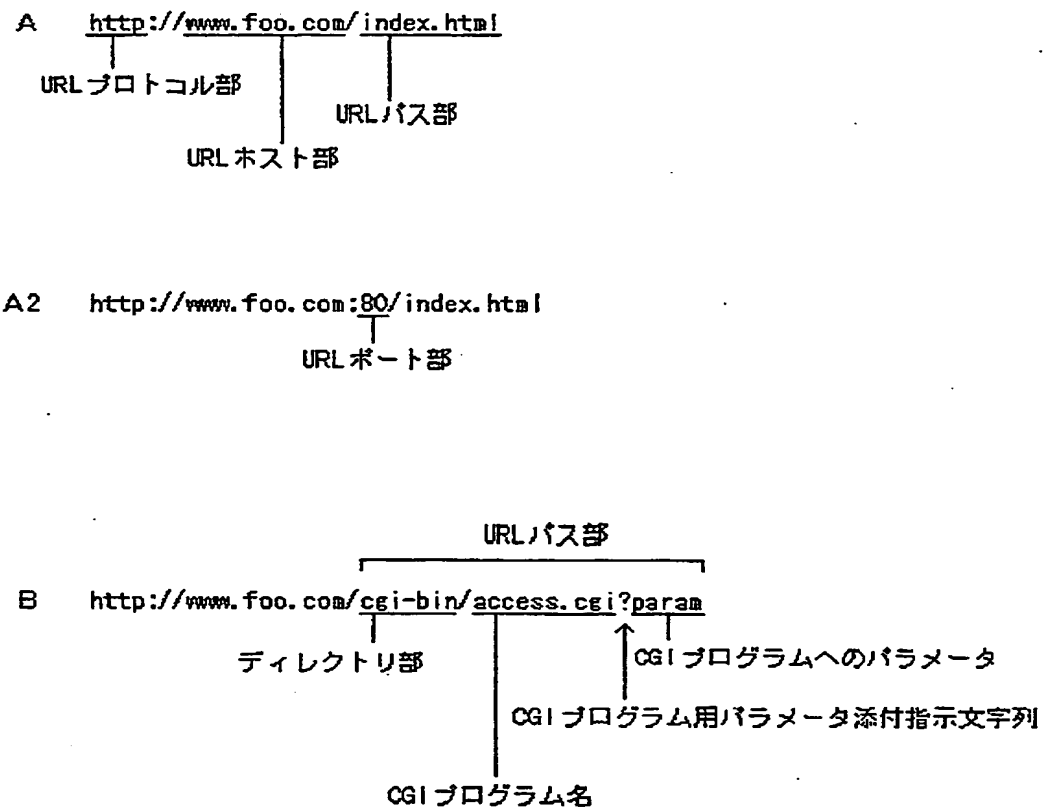 A http://www.foo.com/index.html
URLプロトコル部
URLパス部
URLホスト部
A2 http://www.foo.com:80/index.html
URLポート部
URLパス部
B http://www.foo.com/cgi-bin/access.cgi?param
ディレクトリ部
CGIプログラムへのパラメータ
CGIプログラム用パラメータ添付指示文字列
CGIプログラム名